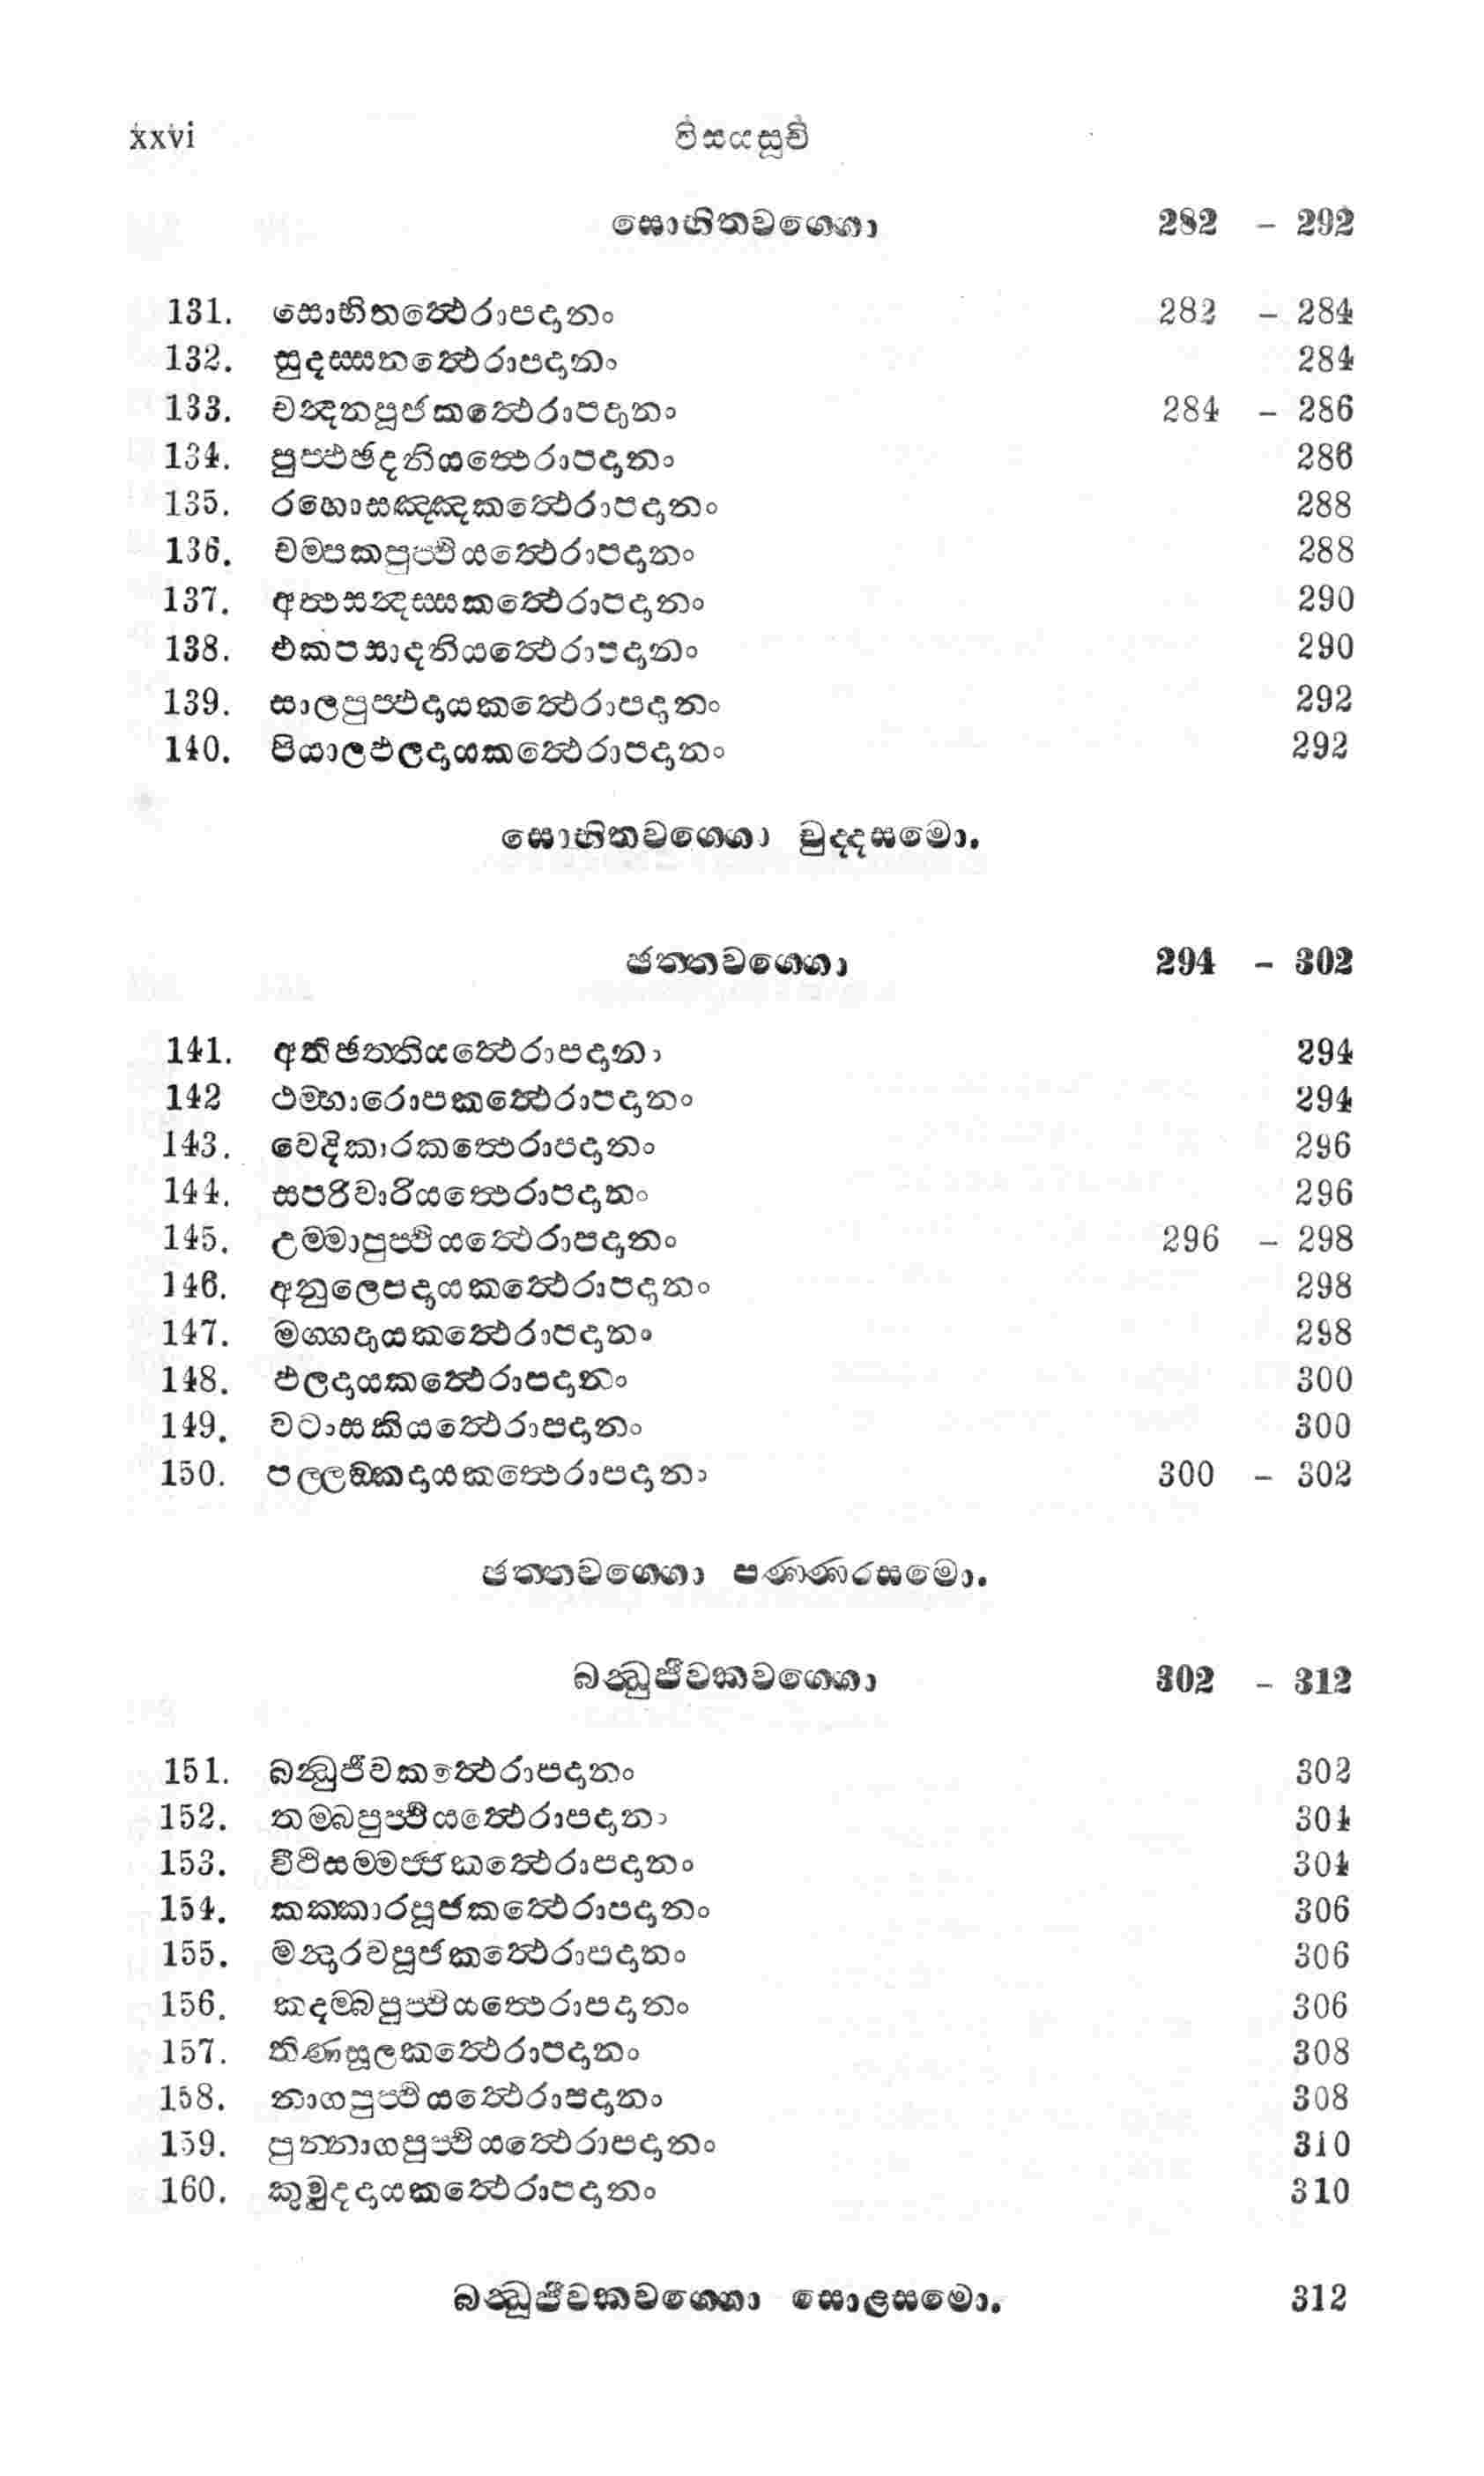 xxvi විසයසූචි
සොභිතවග්ගො 282 – 292
131. සොභිතත්ථෙරාපදානං 282 – 284
132. සුදස්සනත්ථෙරාපදානං 284
133. චන්දනපූජකත්ථෙරාපදානං 284 – 286
134. පුප්ඵඡදනියත්ථෙරාපදානං 286
135. රහොසඤ්ඤකත්ථෙරාපදානං 288
136. චම්පකපුප්ඵියත්ථෙරාපදානං 288
137. අත්ථසන්දස්සකත්ථෙරාපදානං 290
138. එකපසාදනියත්ථෙරාපදානං 290
139. සාලපුප්ඵදායකත්ථෙරාපදානං 292
140. පියාලඵලදායකත්ථෙරාපදානං 292
සොභිතවග්ගො චුද්දසමො.
ඡත්තවග්ගො 294 – 302
141. අතිඡත්තියත්ථෙරාපදානං 294
142 ථම්භාරොපකත්ථෙරාපදානං 294
143. වෙදිකාරකත්ථෙරාපදානං 296
144. සපරිවාරියත්ථෙරාපදානං 296
145. උම්මාපුප්ඵියත්ථෙරාපදානං 296 – 298
146. අනුලෙපදායකත්ථෙරාපදානං 298
147. මග්ගදායකත්ථෙරාපදානං 298
148. ඵලදායකත්ථෙරාපදානං 300
149. වටංසකියත්ථෙරාපදානං 300
150. පල්ලඞ්කදායකත්ථෙරාපදානං 300 – 302
ඡත්තවග්ගො පණ්ණරසමො.
බන්ධුජීවකවග්ගො 302 – 312
151. බන්ධුජීවකත්ථෙරාපදානං 302
152. තම්බපුප්ඵියත්ථෙරාපදානං 304
153. වීථිසම්මජ්ජකත්ථෙරාපදානං 304
154. කක්කාරපූජකත්ථෙරාපදානං 306
155. මන්දාරවපූජකත්ථෙරාපදානං 306
156. කදම්බපුප්ඵියත්ථෙරාපදානං 306
157. තිණසූලකත්ථෙරාපදානං 308
158. නාගපුප්ඵියත්ථෙරාපදානං 308
159. පුන්නාගපුප්ඵියත්ථෙරාපදානං 310
160. කුමුදදායකත්ථෙරාපදානං 310
බන්ධුජීවකවග්ගො සොළසමො. 312